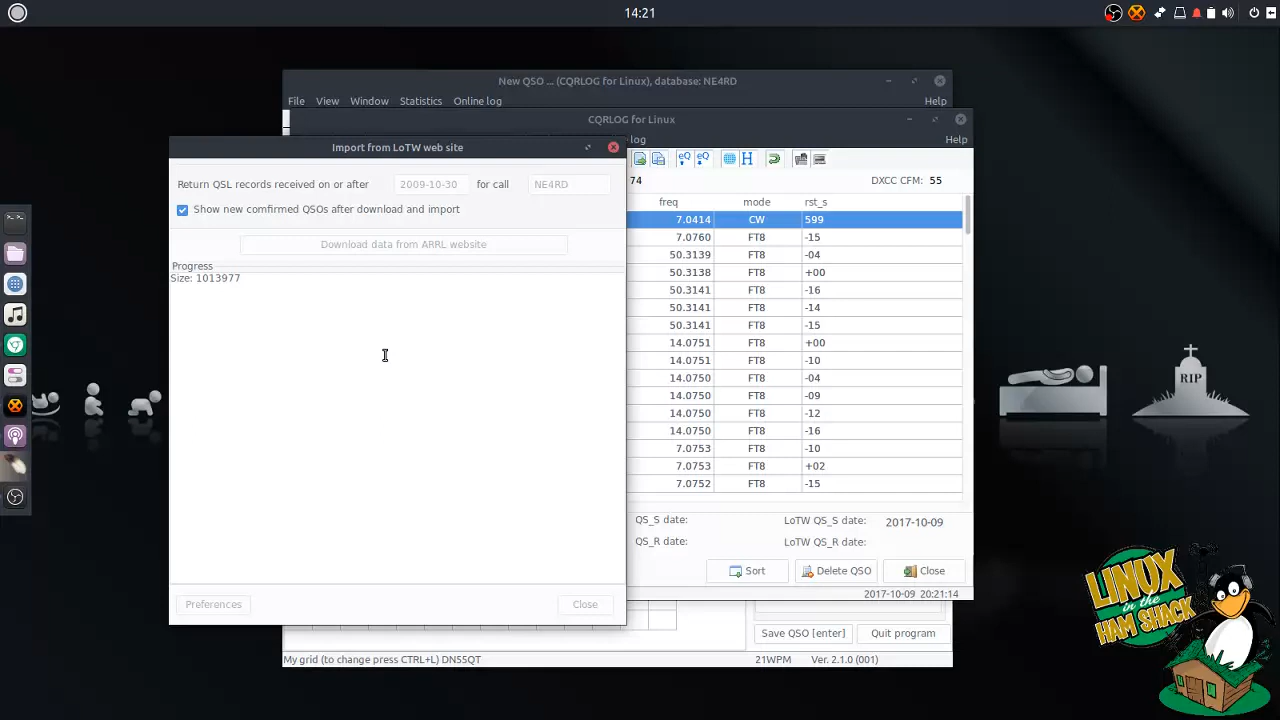 14:21
New QSO ... (CQRLOG for Linux), database: NE4RD
File View Window Statistics Online log Help
CQRLOG for Linux
log Help
Import from LoTW web site
Return QSL records received on or after 2009-10-30 for call NE4RD
Show new comfirmed QSOs after download and import
Download data from ARRL website
Progress
Size: 1013977
Preferences Close
eQ eQ H
74 DXCC CFM: 55
freq mode rst_s
7.0414 CW 599
7.0760 FT8 -15
50.3139 FT8 -04
50.3138 FT8 +00
50.3141 FT8 -16
50.3141 FT8 -14
50.3141 FT8 -15
14.0751 FT8 +00
14.0751 FT8 -10
14.0750 FT8 -04
14.0750 FT8 -09
14.0750 FT8 -12
14.0750 FT8 -16
7.0753 FT8 -10
7.0753 FT8 +02
7.0752 FT8 -15
QS_S date: LoTW QS_S date: 2017-10-09
QS_R date: LoTW QS_R date:
Sort Delete QSO Close
2017-10-09 20:21:14
Save QSO [enter] Quit program
My grid (to change press CTRL+L) DN55QT 21WPM Ver. 2.1.0 (001)
RIP
LINUX
in the
HAM SHACK